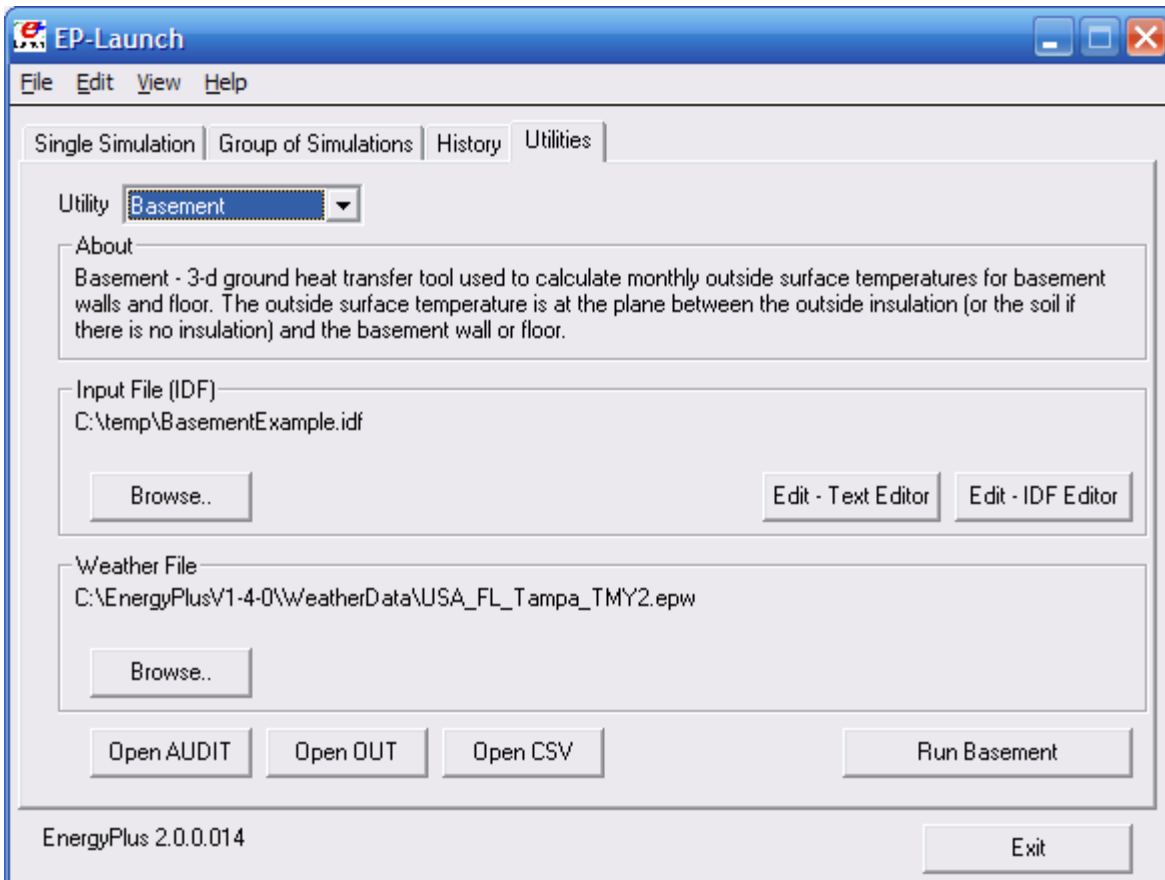 EP-Launch
File Edit View Help
Single Simulation Group of Simulations History Utilities
Utility Basement
About
Basement - 3-d ground heat transfer tool used to calculate monthly outside surface temperatures for basement
walls and floor. The outside surface temperature is at the plane between the outside insulation (or the soil if
there is no insulation) and the basement wall or floor.
Input File (IDF)
C:\temp\BasementExample.idf
Browse.. Edit - Text Editor Edit - IDF Editor
Weather File
C:\EnergyPlusV1-4-0\WeatherData\USA_FL_Tampa_TMY2.epw
Browse..
Open AUDIT Open OUT Open CSV Run Basement
EnergyPlus 2.0.0.014 Exit